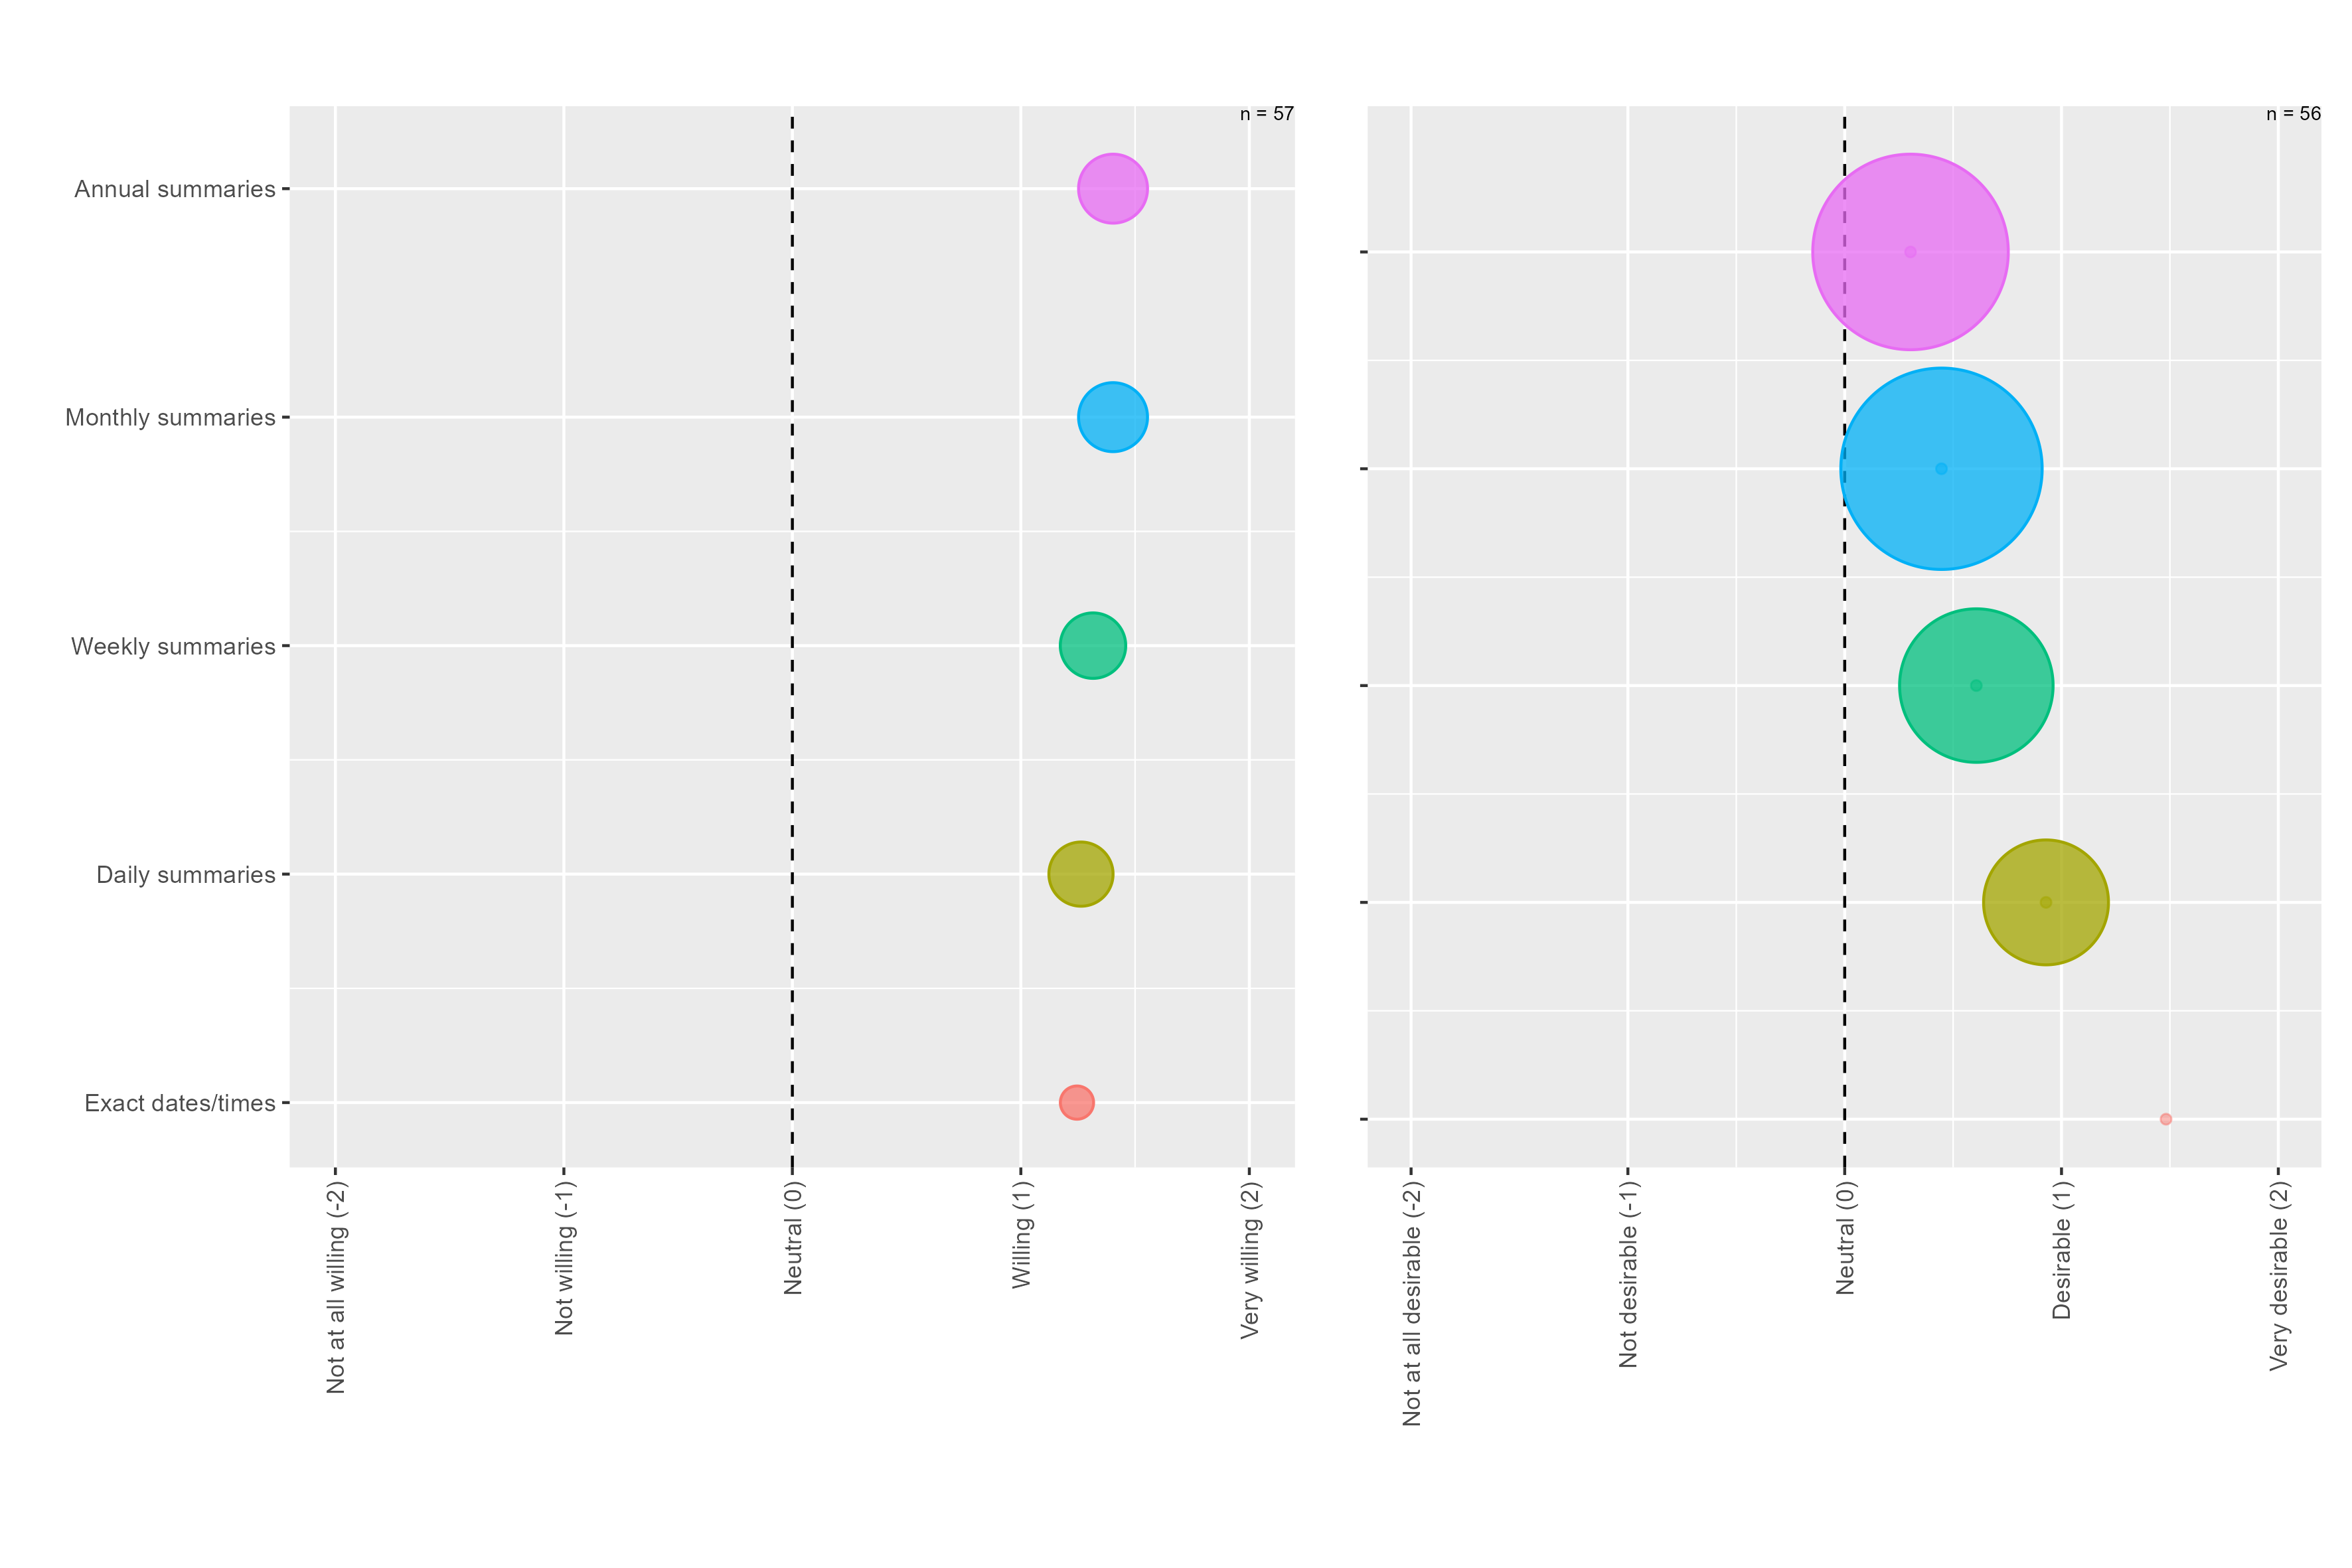 n = 57
n = 56
Annual summaries
Monthly summaries
Weekly summaries
Daily summaries
Exact dates/times
Not at all willing (-2)
Not willing (-1)
Neutral (0)
Willing (1)
Very willing (2)
Not at all desirable (-2)
Not desirable (-1)
Neutral (0)
Desirable (1)
Very desirable (2)